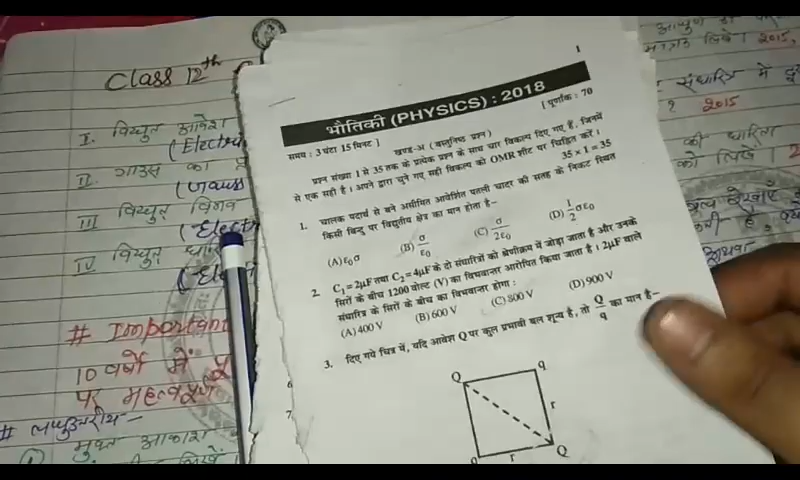 Class 12th
I. विद्युत आवेश
II. गाउस का
III विद्युत् विभव
IV विद्युत् धारि
# Important
10 वर्षो में पू
पर महत्वपूर्ण
# लघुउत्तरीय-
मुक्त आकाश
1
भौतिकी (PHYSICS) : 2018
समय : 3 घंटा 15 मिनट ] [ पूर्णांक : 70
खण्ड-अ (वस्तुनिष्ठ प्रश्न)
प्रश्न संख्या 1 से 35 तक के प्रत्येक प्रश्न के साथ चार विकल्प दिए गए हैं, जिनमें
से एक सही है। अपने द्वारा चुने गए सही विकल्प को OMR शीट पर चिह्नित करें।
35 x 1 = 35
1. चालक पदार्थ से बने असीमित आवेशित पतली चादर की सतह के निकट स्थित
किसी बिन्दु पर विद्युतीय क्षेत्र का मान होता है-
(A) ε₀σ (B) σ/ε₀ (C) σ/2ε₀ (D) 1/2 σε₀
2. C₁ = 2μF तथा C₂ = 4μF के दो संधारित्रों को श्रेणीक्रम में जोड़ा जाता है और उनके
सिरों के बीच 1200 वोल्ट (V) का विभवान्तर आरोपित किया जाता है। 2μF वाले
संधारित्र के सिरों के बीच का विभवान्तर होगा :
(A) 400 V (B) 600 V (C) 800 V (D) 900 V
3. दिए गये चित्र में, यदि आवेश Q पर कुल प्रभावी बल शून्य है, तो Q/q का मान है-
Q q
r
r Q
6
7
2015,
संधारित्र में
2015
की धारिता
को लिखें।